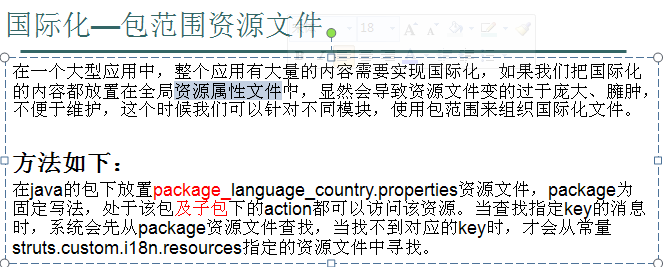 国际化—包范围资源文件
18
在一个大型应用中，整个应用有大量的内容需要实现国际化，如果我们把国际化
的内容都放置在全局资源属性文件中，显然会导致资源文件变的过于庞大、臃肿，
不便于维护，这个时候我们可以针对不同模块，使用包范围来组织国际化文件。
方法如下：
在java的包下放置package_language_country.properties资源文件，package为
固定写法，处于该包及子包下的action都可以访问该资源。当查找指定key的消息
时，系统会先从package资源文件查找，当找不到对应的key时，才会从常量
struts.custom.i18n.resources指定的资源文件中寻找。